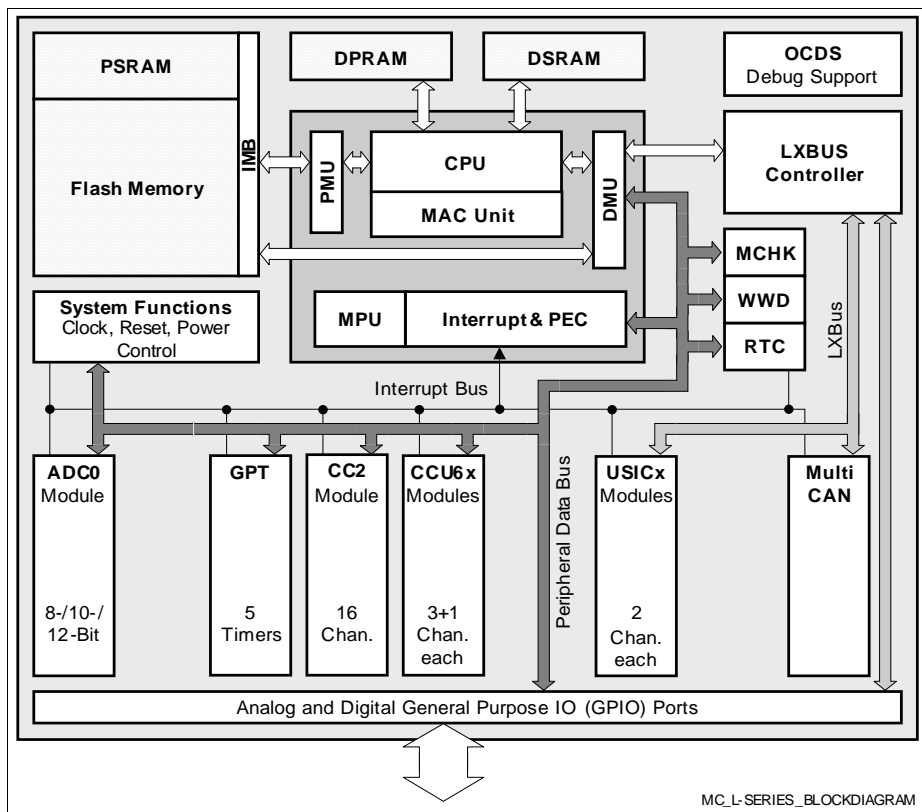 PSRAM
Flash Memory
IMB
DPRAM
DSRAM
OCDS
Debug Support
PMU
CPU
MAC Unit
DMU
LXBUS
Controller
MCHK
WWD
RTC
LXBus
System Functions
Clock, Reset, Power
Control
MPU
Interrupt & PEC
Interrupt Bus
Peripheral Data Bus
ADC0
Module
8-/10-/
12-Bit
GPT
5
Timers
CC2
Module
16
Chan.
CCU6x
Modules
3+1
Chan.
each
USICx
Modules
2
Chan.
each
Multi
CAN
Analog and Digital General Purpose IO (GPIO) Ports
MC_L-SERIES_BLOCKDIAGRAM